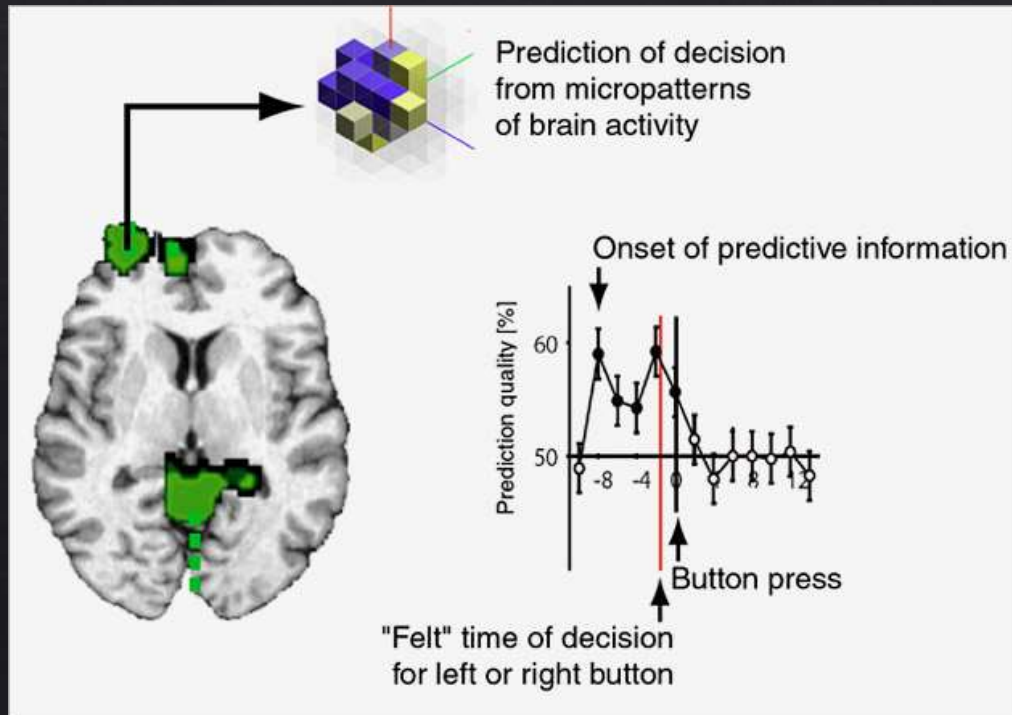 Prediction of decision
from micropatterns
of brain activity
Onset of predictive information
Prediction quality [%]
60
50
-8 -4 0 8 12
Button press
"Felt" time of decision
for left or right button